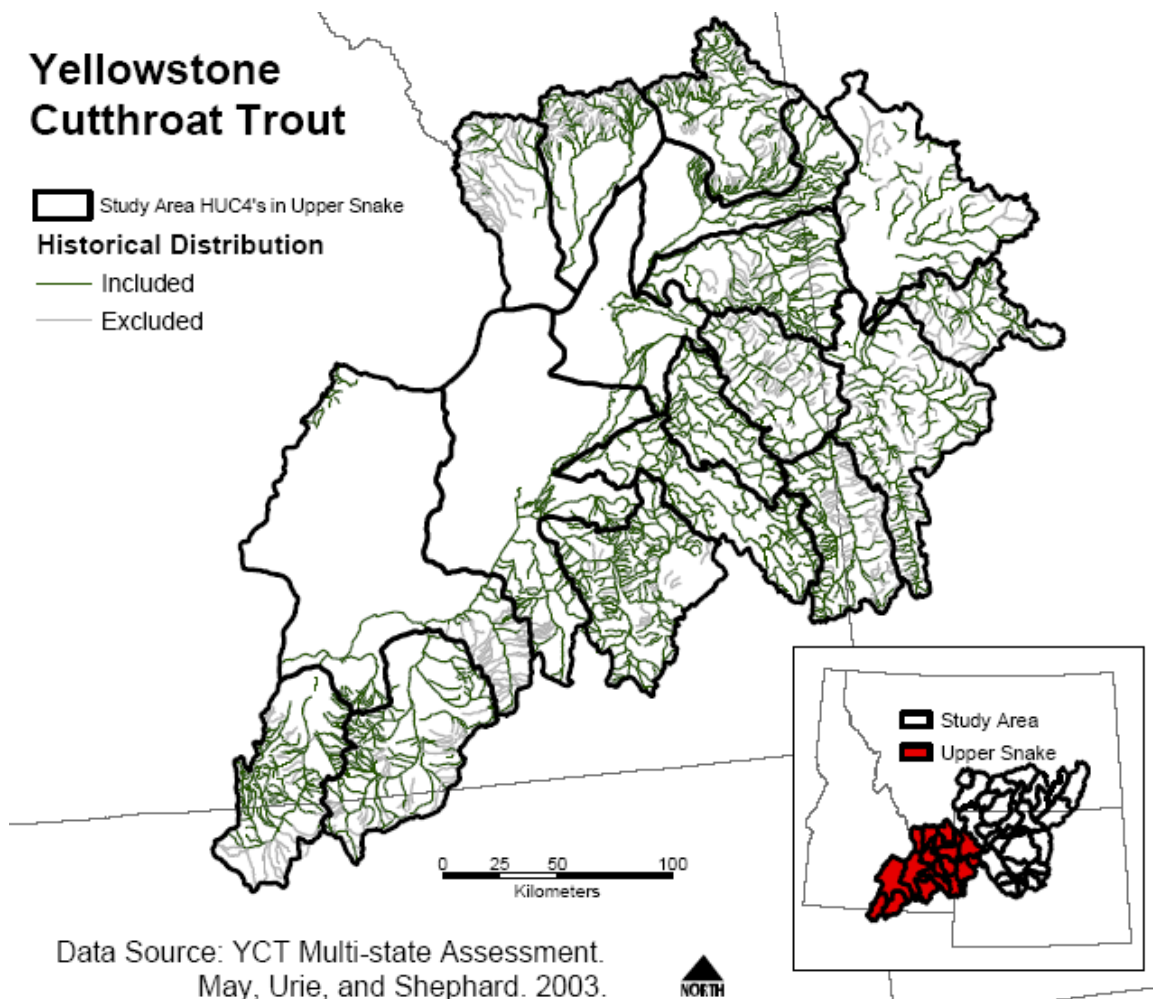 Yellowstone
Cutthroat Trout
Study Area HUC4's in Upper Snake
Historical Distribution
Included
Excluded
Study Area
Upper Snake
0 25 50 100
Kilometers
Data Source: YCT Multi-state Assessment.
May, Urie, and Shephard. 2003.
NORTH